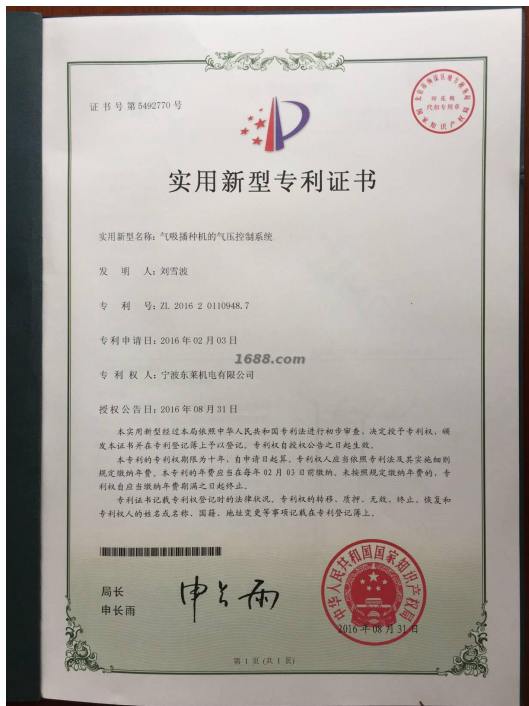 证书号第5492770号
印花税
代扣专用章
国家知识产权局
实用新型专利证书
实用新型名称：气吸播种机的气压控制系统
发明人：刘雪波
专利号：ZL 2016 2 0110948.7
专利申请日：2016年02月03日
1688.com
专利权人：宁波东莱机电有限公司
授权公告日：2016年08月31日
本实用新型经过本局依照中华人民共和国专利法进行初步审查，决定授予专利权，颁
发本证书并在专利登记簿上予以登记。专利权自授权公告之日起生效。
本专利的专利权期限为十年，自申请日起算。专利权人应当依照专利法及其实施细则
规定缴纳年费。本专利的年费应当在每年02月03日前缴纳。未按照规定缴纳年费的，专
利权自应当缴纳年费期满之日起终止。
专利证书记载专利权登记时的法律状况。专利权的转移、质押、无效、终止、恢复和
专利权人的姓名或名称、国籍、地址变更等事项记载在专利登记簿上。
局长
申长雨
申长雨
中华人民共和国国家知识产权局
2016年08月31日
第1页(共1页)